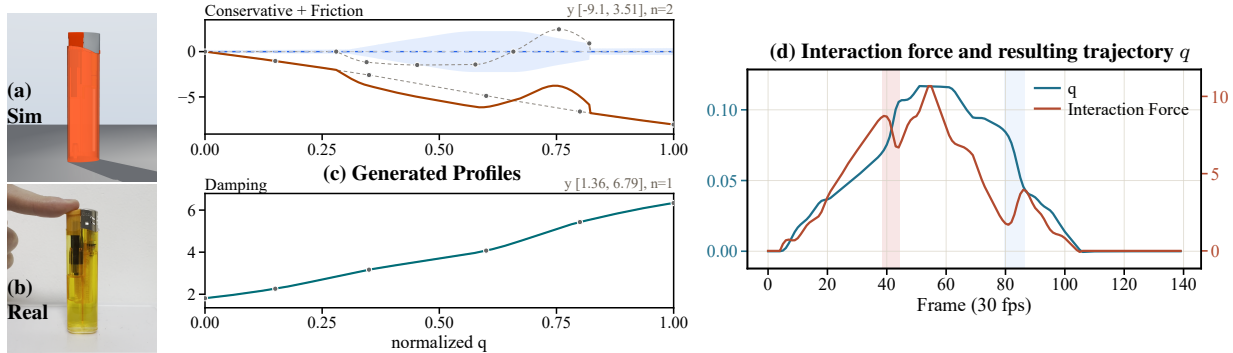 (a)
Sim
(b)
Real
Conservative + Friction
y [-9.1, 3.51], n=2
0
−5
0.00 0.25 0.50 0.75 1.00
(c) Generated Profiles
Damping
y [1.36, 6.79], n=1
6
4
2
0.00 0.25 0.50 0.75 1.00
normalized q
(d) Interaction force and resulting trajectory q
q
Interaction Force
0.10
0.05
0.00
10
5
0
0 20 40 60 80 100 120 140
Frame (30 fps)